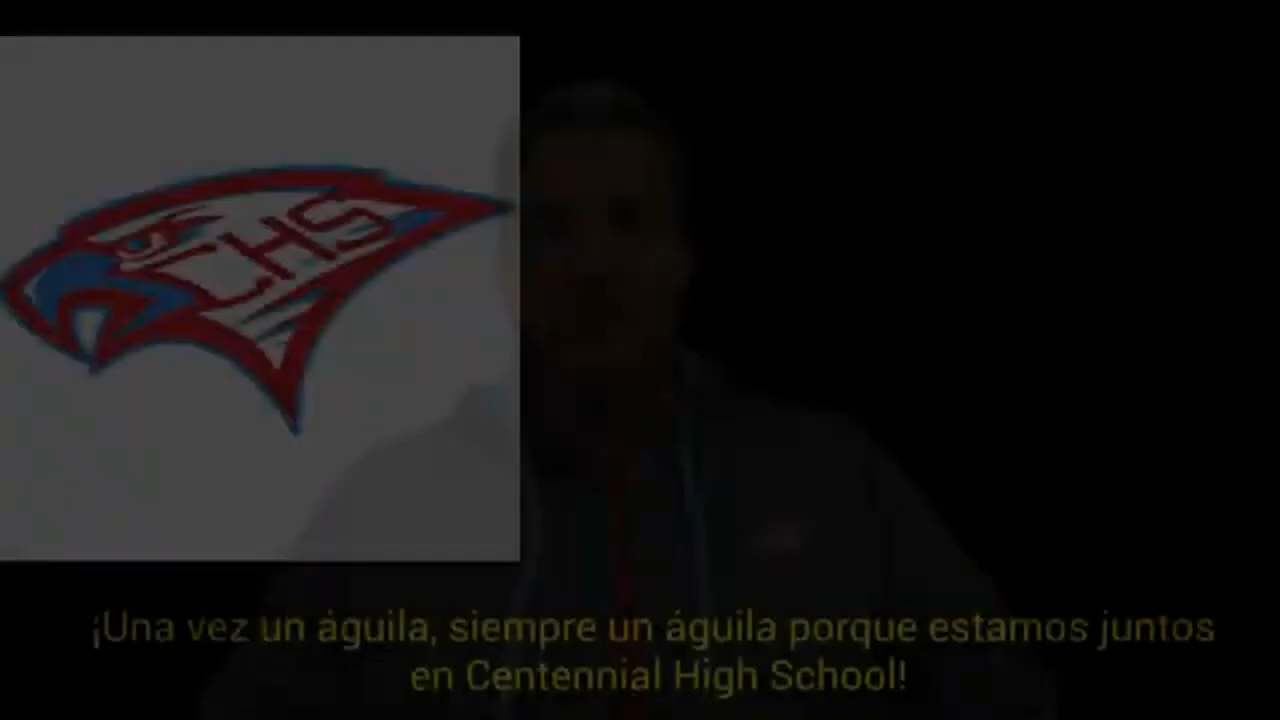 CHS
¡Una vez un águila, siempre un águila porque estamos juntos
en Centennial High School!